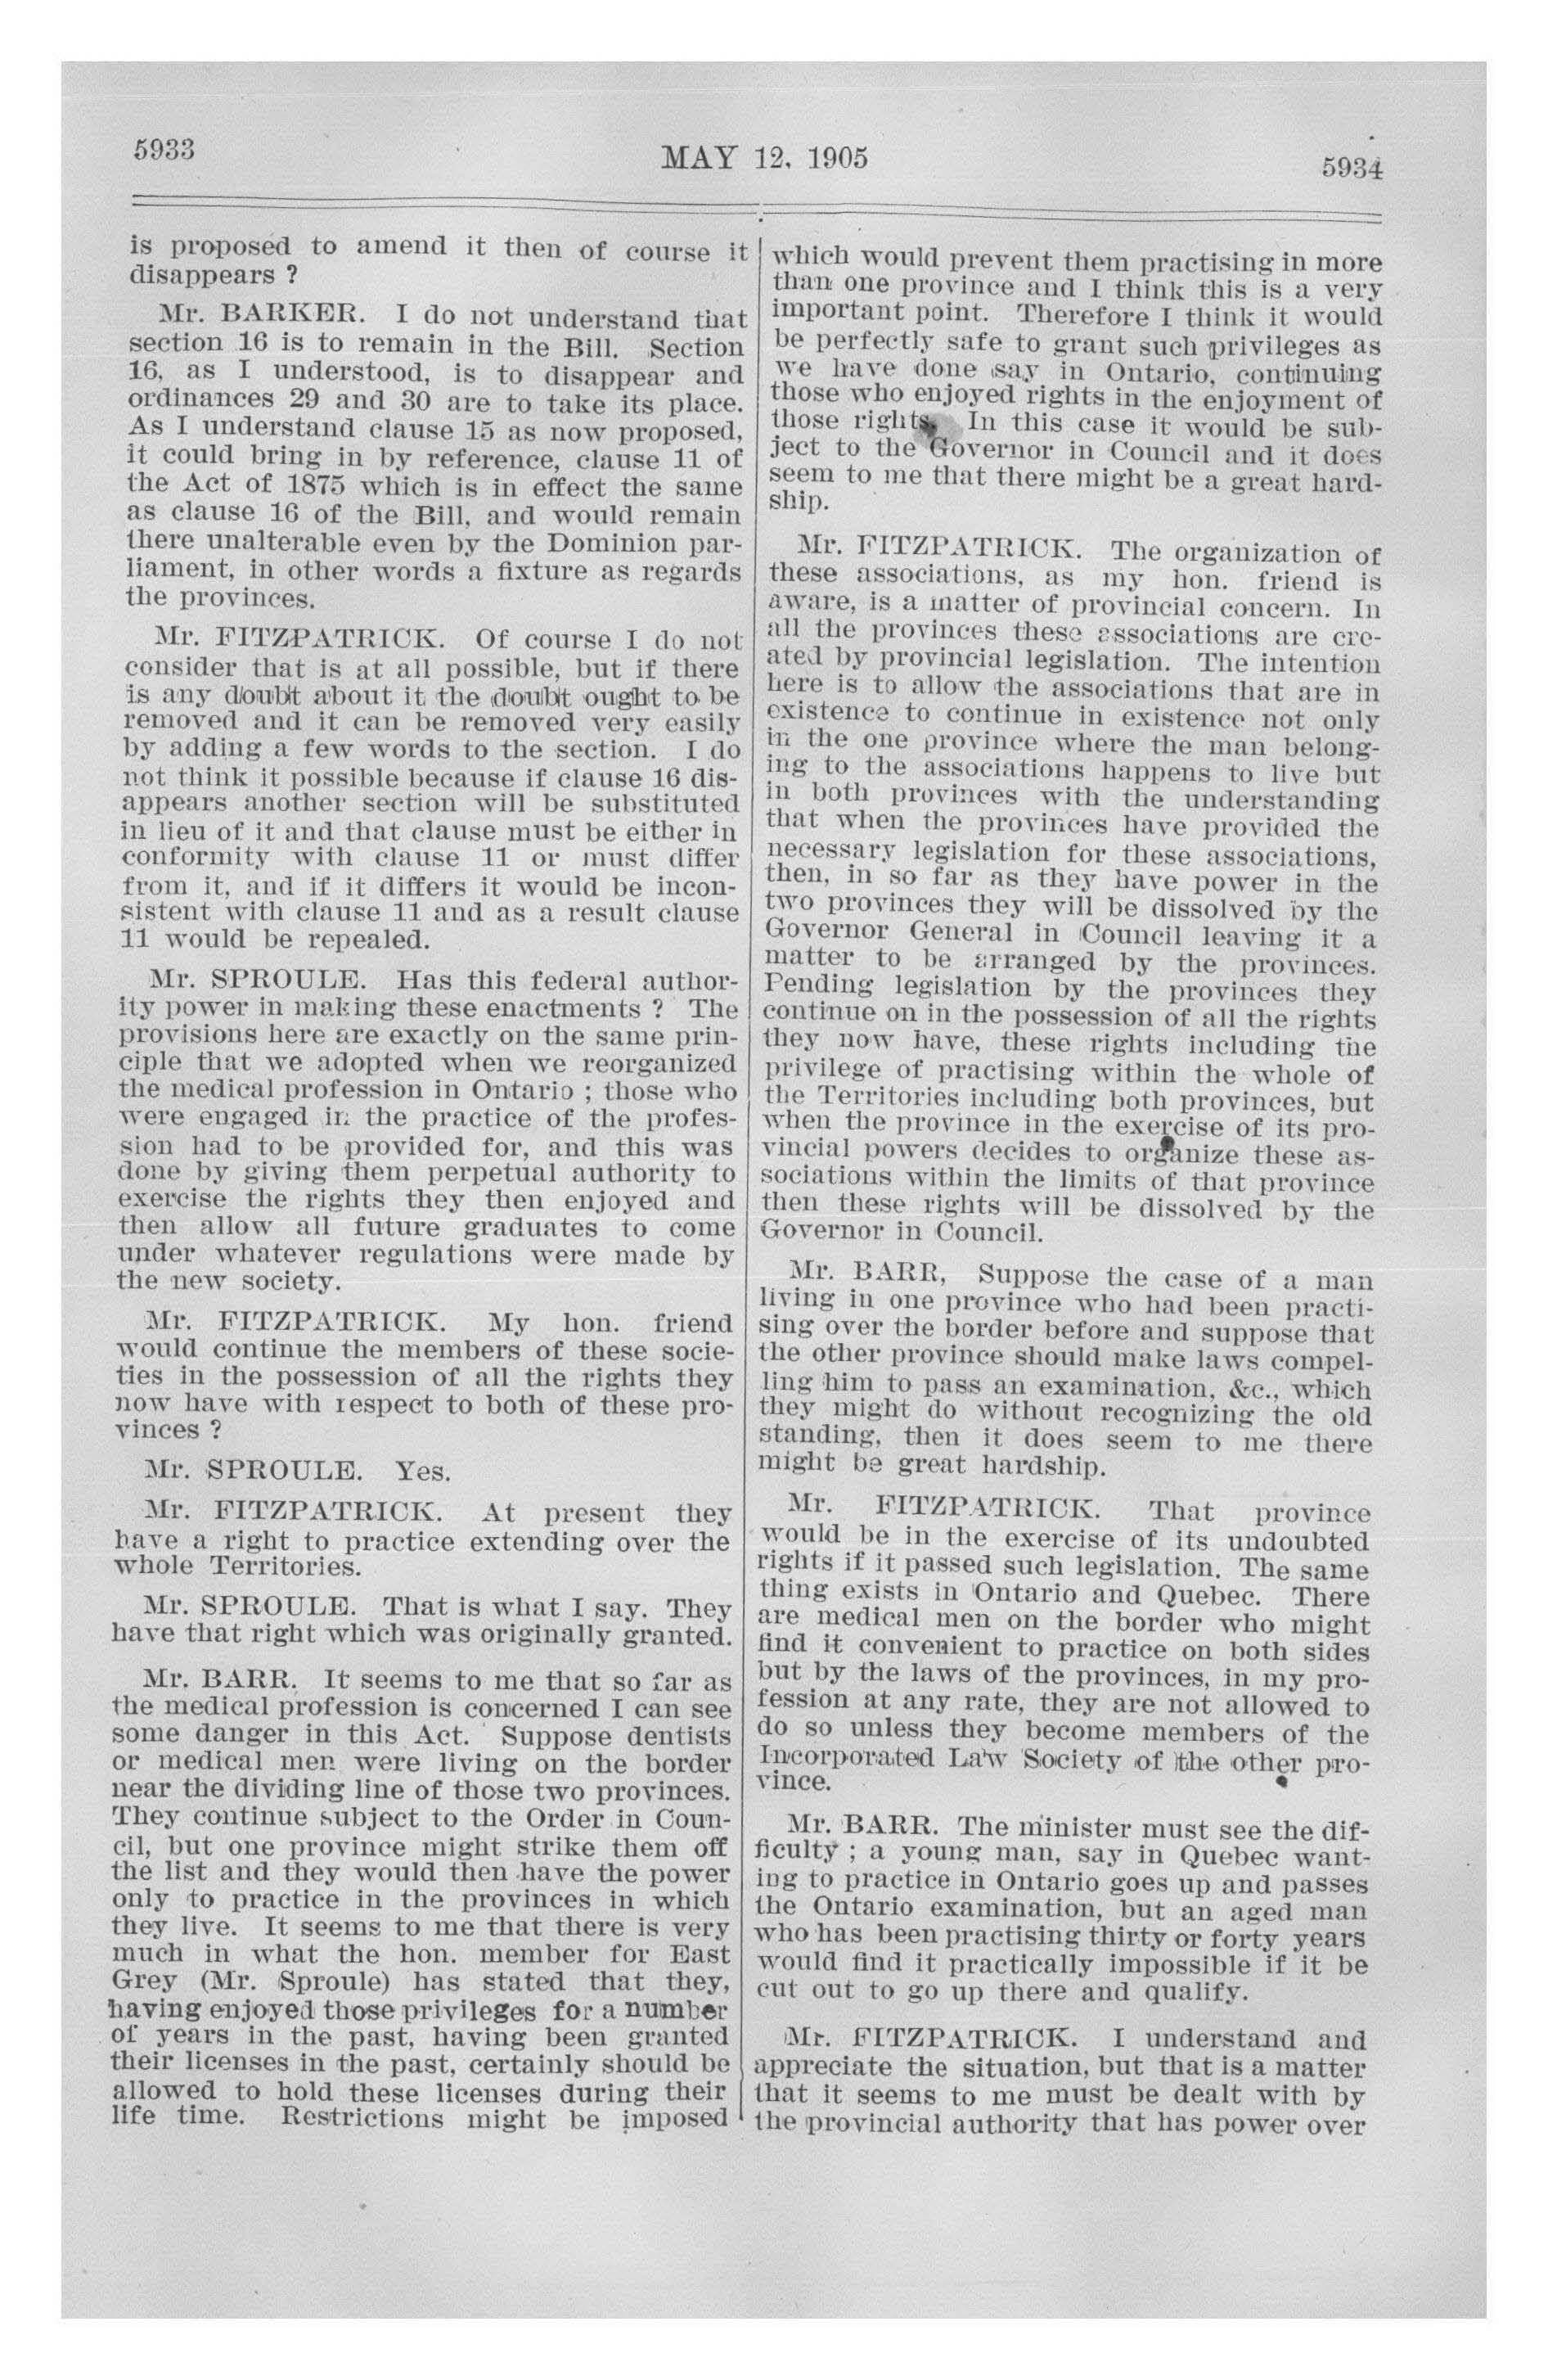 5933
MAY 12, 1905
5934
is proposed to amend it then of course it
disappears ?
Mr. BARKER. I do not understand that
section 16 is to remain in the Bill. Section
16, as I understood, is to disappear and
ordinances 29 and 30 are to take its place.
As I understand clause 15 as now proposed,
it could bring in by reference, clause 11 of
the Act of 1875 which is in effect the same
as clause 16 of the Bill, and would remain
there unalterable even by the Dominion par-
liament, in other words a fixture as regards
the provinces.
Mr. FITZPATRICK. Of course I do not
consider that is at all possible, but if there
is any doubt about it the doubt ought to be
removed and it can be removed very easily
by adding a few words to the section. I do
not think it possible because if clause 16 dis-
appears another section will be substituted
in lieu of it and that clause must be either in
conformity with clause 11 or must differ
from it, and if it differs it would be incon-
sistent with clause 11 and as a result clause
11 would be repealed.
Mr. SPROULE. Has this federal author-
ity power in making these enactments ? The
provisions here are exactly on the same prin-
ciple that we adopted when we reorganized
the medical profession in Ontario ; those who
were engaged in the practice of the profes-
sion had to be provided for, and this was
done by giving them perpetual authority to
exercise the rights they then enjoyed and
then allow all future graduates to come
under whatever regulations were made by
the new society.
Mr. FITZPATRICK. My hon. friend
would continue the members of these socie-
ties in the possession of all the rights they
now have with respect to both of these pro-
vinces ?
Mr. SPROULE. Yes.
Mr. FITZPATRICK. At present they
have a right to practice extending over the
whole Territories.
Mr. SPROULE. That is what I say. They
have that right which was originally granted.
Mr. BARR. It seems to me that so far as
the medical profession is concerned I can see
some danger in this Act. Suppose dentists
or medical men were living on the border
near the dividing line of those two provinces.
They continue subject to the Order in Coun-
cil, but one province might strike them off
the list and they would then have the power
only to practice in the provinces in which
they live. It seems to me that there is very
much in what the hon. member for East
Grey (Mr. Sproule) has stated that they,
having enjoyed those privileges for a number
of years in the past, having been granted
their licenses in the past, certainly should be
allowed to hold these licenses during their
life time. Restrictions might be imposed
which would prevent them practising in more
than one province and I think this is a very
important point. Therefore I think it would
be perfectly safe to grant such privileges as
we have done say in Ontario, continuing
those who enjoyed rights in the enjoyment of
those rights. In this case it would be sub-
ject to the Governor in Council and it does
seem to me that there might be a great hard-
ship.
Mr. FITZPATRICK. The organization of
these associations, as my hon. friend is
aware, is a matter of provincial concern. In
all the provinces these associations are cre-
ated by provincial legislation. The intention
here is to allow the associations that are in
existence to continue in existence not only
in the one province where the man belong-
ing to the associations happens to live but
in both provinces with the understanding
that when the provinces have provided the
necessary legislation for these associations,
then, in so far as they have power in the
two provinces they will be dissolved by the
Governor General in Council leaving it a
matter to be arranged by the provinces.
Pending legislation by the provinces they
continue on in the possession of all the rights
they now have, these rights including the
privilege of practising within the whole of
the Territories including both provinces, but
when the province in the exercise of its pro-
vincial powers decides to organize these as-
sociations within the limits of that province
then these rights will be dissolved by the
Governor in Council.
Mr. BARR, Suppose the case of a man
living in one province who had been practi-
sing over the border before and suppose that
the other province should make laws compel-
ling him to pass an examination, &c., which
they might do without recognizing the old
standing, then it does seem to me there
might be great hardship.
Mr. FITZPATRICK. That province
would be in the exercise of its undoubted
rights if it passed such legislation. The same
thing exists in Ontario and Quebec. There
are medical men on the border who might
find it convenient to practice on both sides
but by the laws of the provinces, in my pro-
fession at any rate, they are not allowed to
do so unless they become members of the
Incorporated Law Society of the other pro-
vince.
Mr. BARR. The minister must see the dif-
ficulty ; a young man, say in Quebec want-
ing to practice in Ontario goes up and passes
the Ontario examination, but an aged man
who has been practising thirty or forty years
would find it practically impossible if it be
cut out to go up there and qualify.
Mr. FITZPATRICK. I understand and
appreciate the situation, but that is a matter
that it seems to me must be dealt with by
the provincial authority that has power over